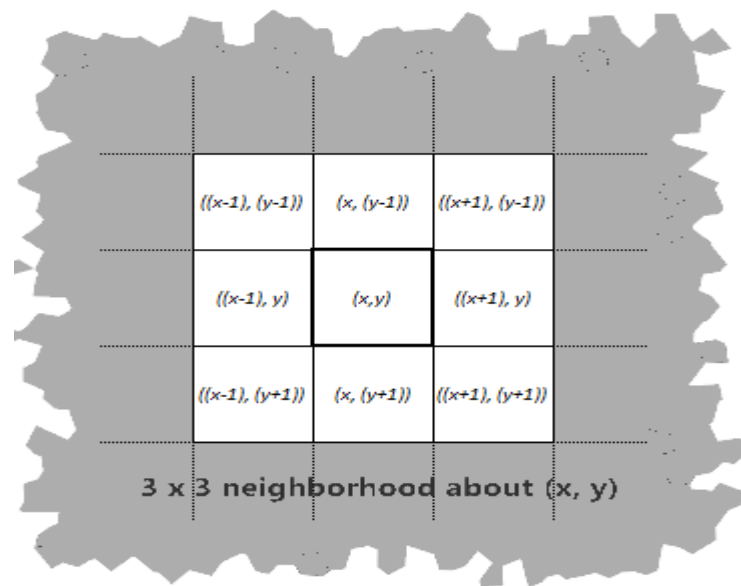 ((x-1), (y-1)) (x, (y-1)) ((x+1), (y-1))
((x-1), y) (x,y) ((x+1), y)
((x-1), (y+1)) (x, (y+1)) ((x+1), (y+1))
3 x 3 neighborhood about (x, y)